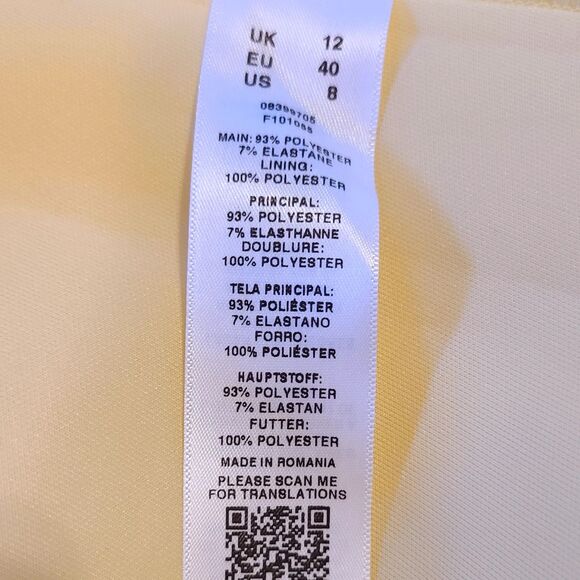 UK 12
EU 40
US 8
08399705
F101055
MAIN: 93% POLYESTER
7% ELASTANE
LINING:
100% POLYESTER
PRINCIPAL:
93% POLYESTER
7% ELASTHANNE
DOUBLURE:
100% POLYESTER
TELA PRINCIPAL:
93% POLIÉSTER
7% ELASTANO
FORRO:
100% POLIÉSTER
HAUPTSTOFF:
93% POLYESTER
7% ELASTAN
FUTTER:
100% POLYESTER
MADE IN ROMANIA
PLEASE SCAN ME
FOR TRANSLATIONS